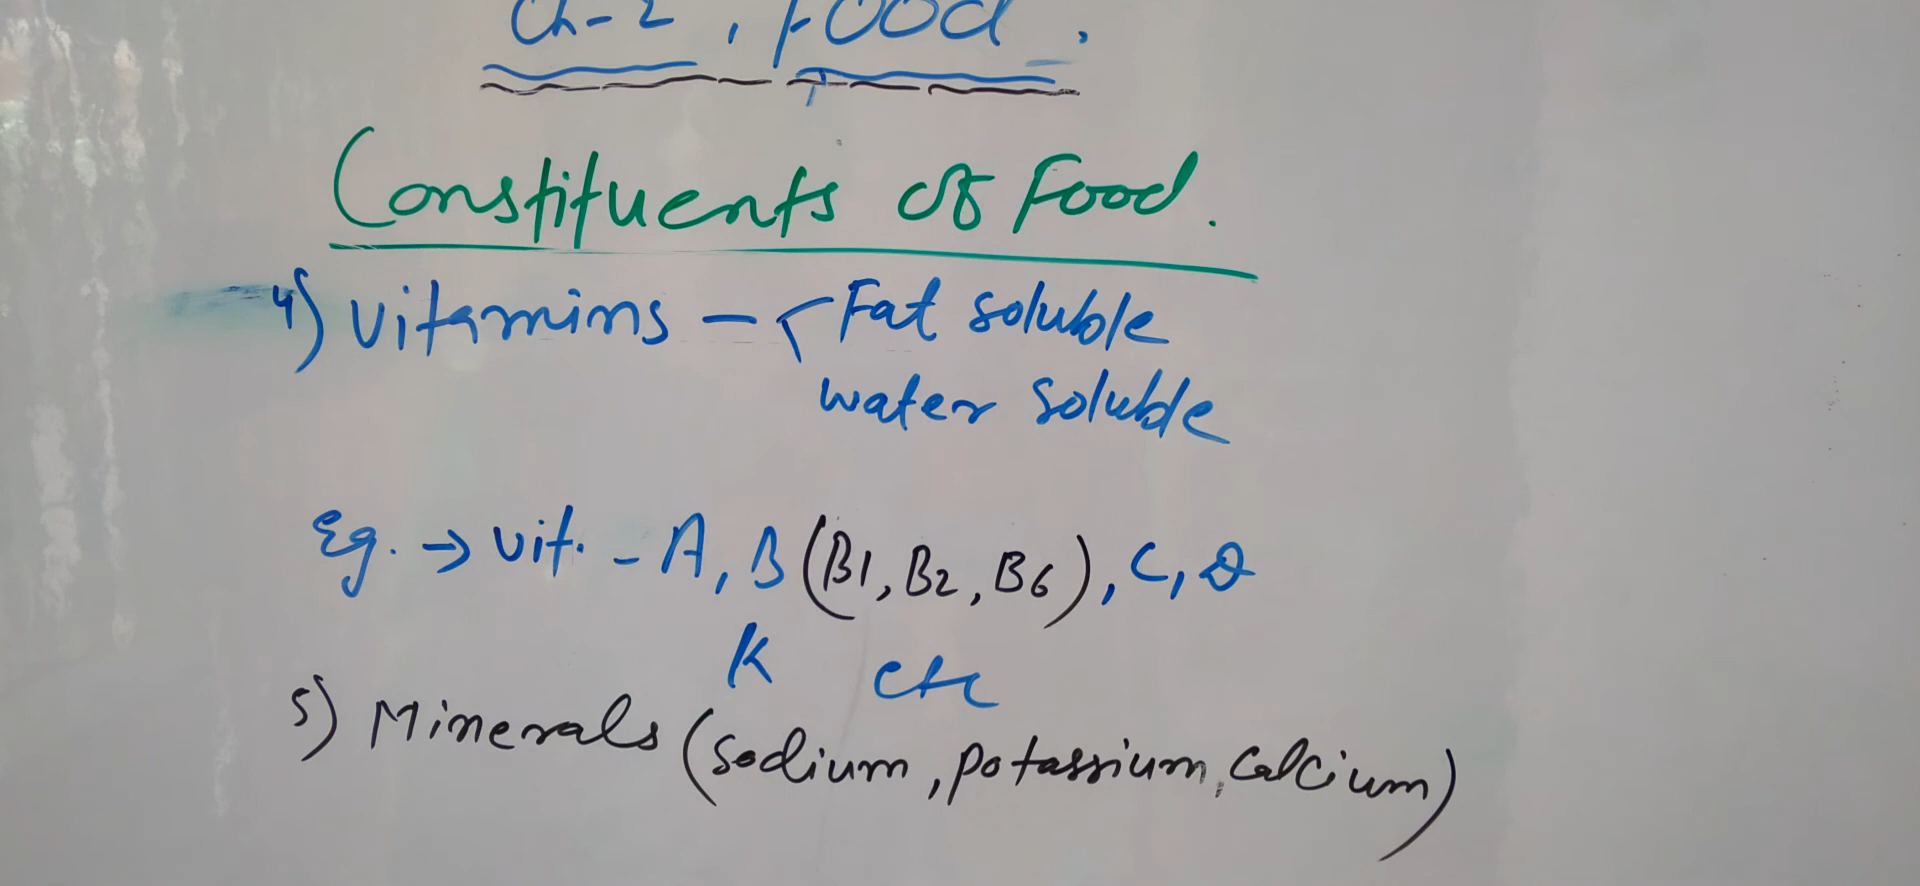 Ch-2, Food.
Constituents of Food.
4) Vitamins - Fat soluble
water soluble
Eg. → vit. - A, B (B1, B2, B6), C, D
K etc
5) Minerals (sodium, potassium, calcium)